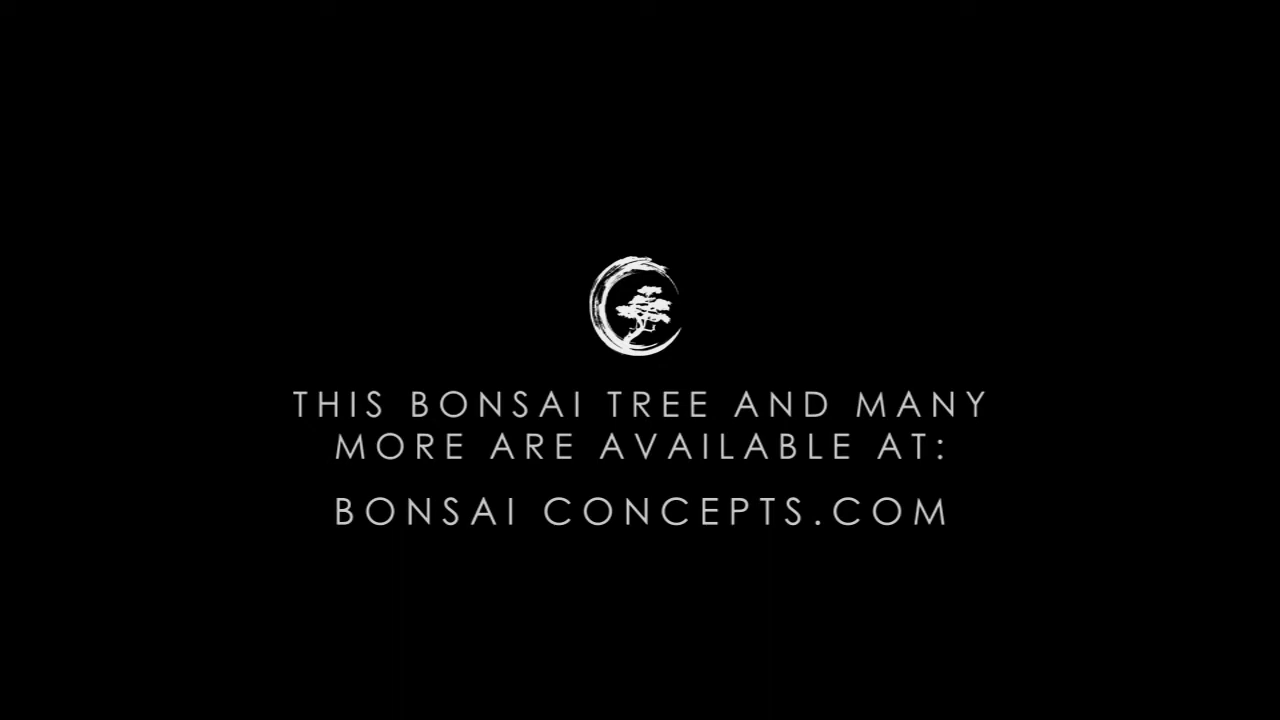 THIS BONSAI TREE AND MANY
MORE ARE AVAILABLE AT:
BONSAI CONCEPTS.COM